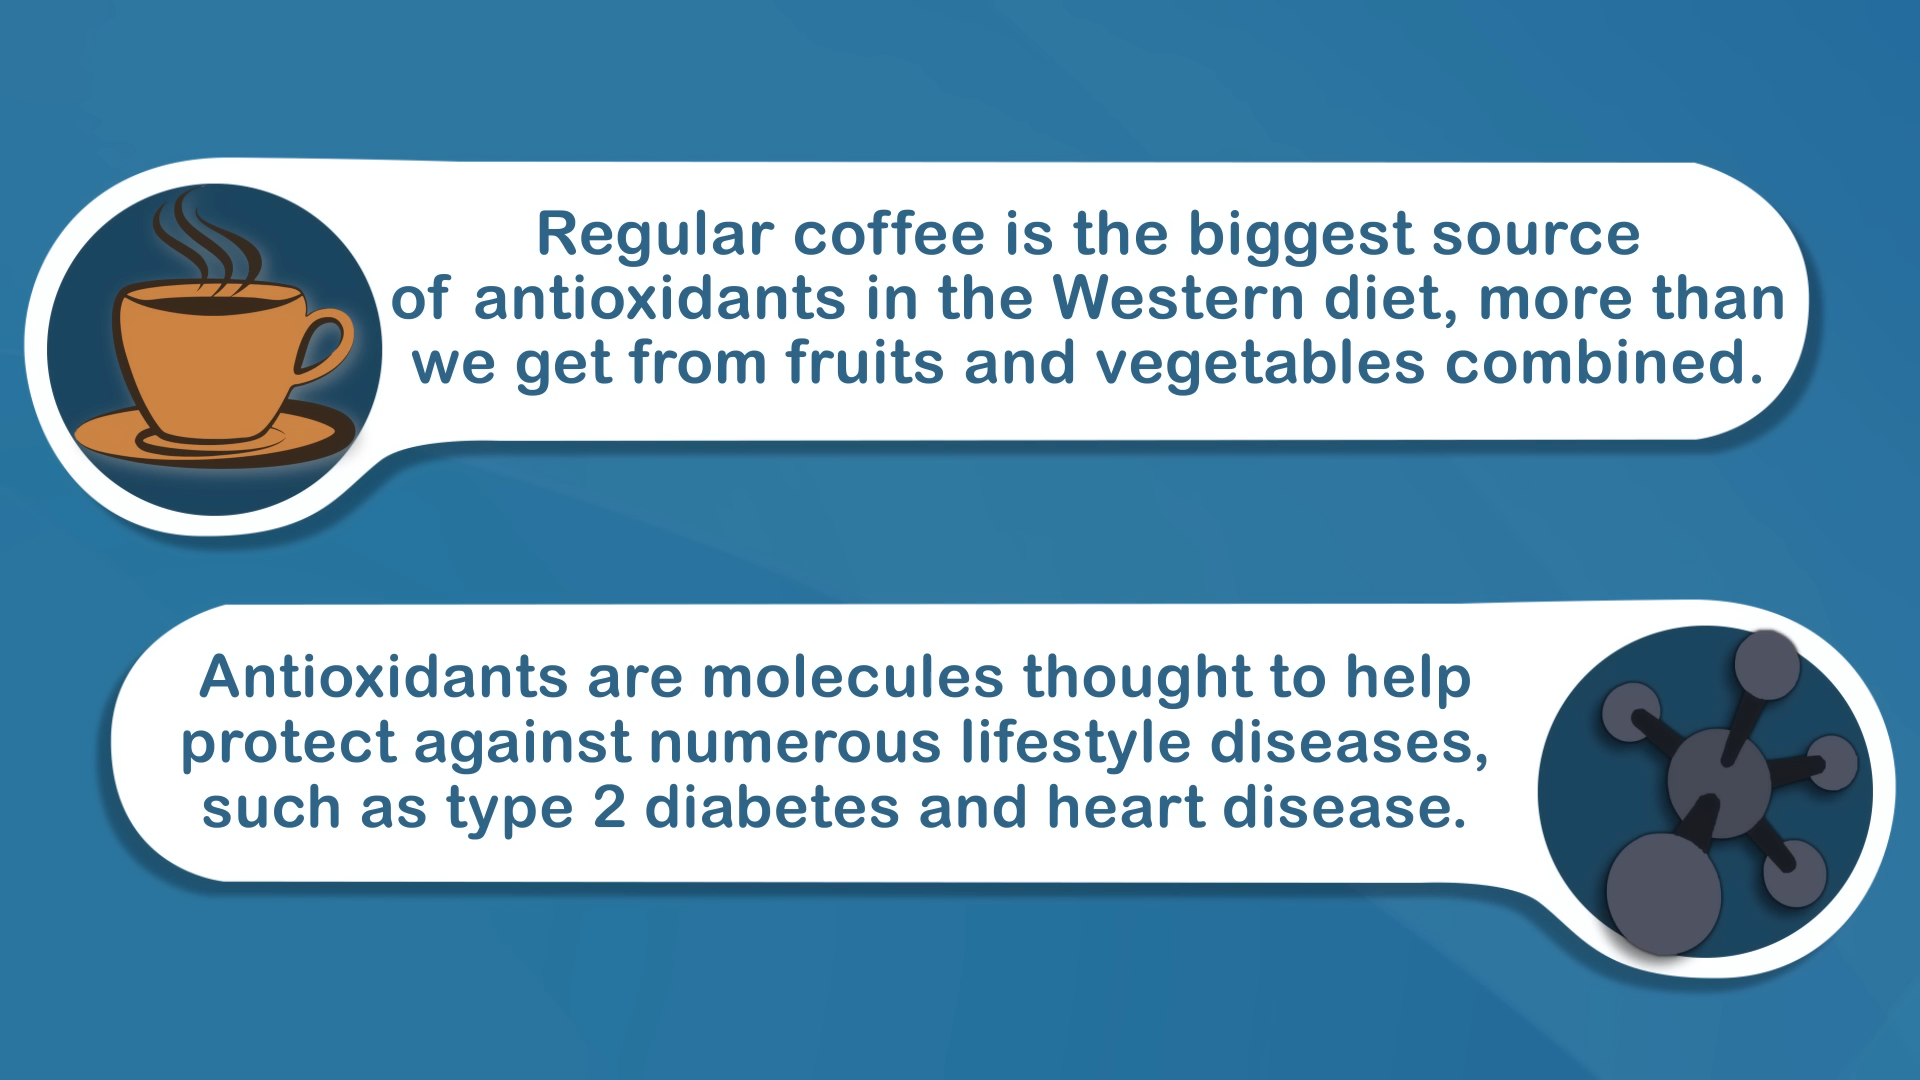 Regular coffee is the biggest source
of antioxidants in the Western diet, more than
we get from fruits and vegetables combined.
Antioxidants are molecules thought to help
protect against numerous lifestyle diseases,
such as type 2 diabetes and heart disease.